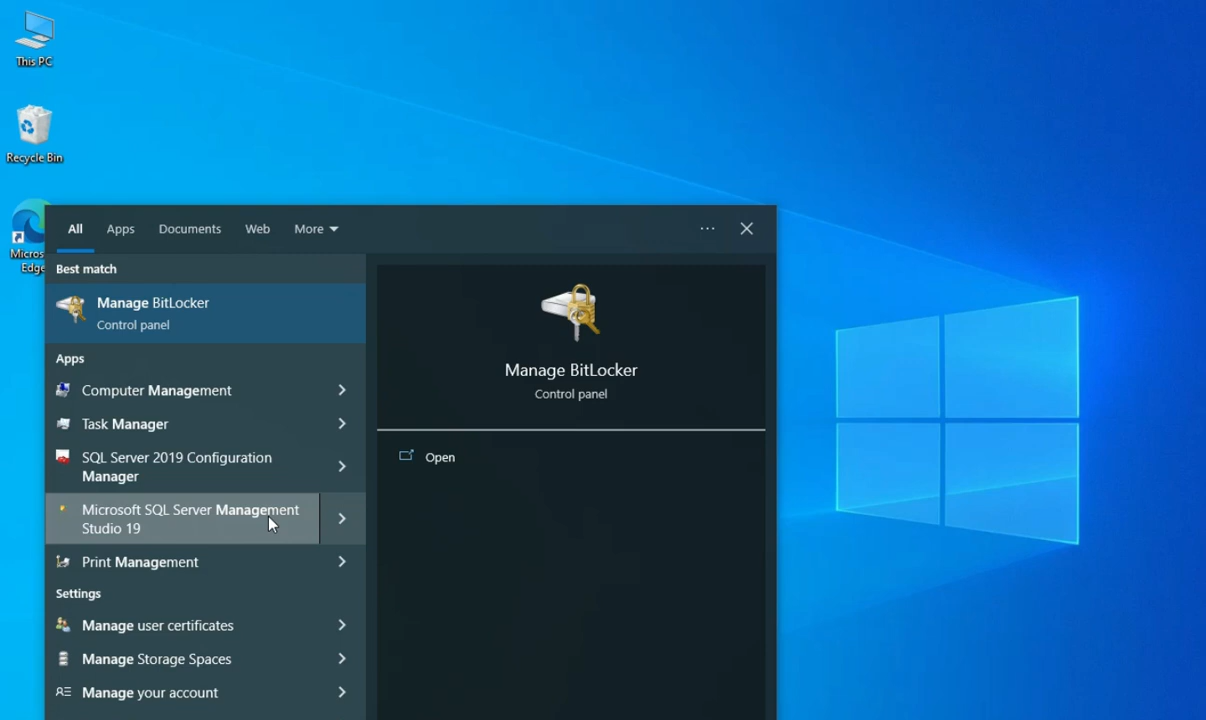 This PC
Recycle Bin
Micros
Edge
All
Apps
Documents
Web
More
Best match
Manage BitLocker
Control panel
Apps
Computer Management
Task Manager
SQL Server 2019 Configuration
Manager
Microsoft SQL Server Management
Studio 19
Print Management
Settings
Manage user certificates
Manage Storage Spaces
Manage your account
Manage BitLocker
Control panel
Open